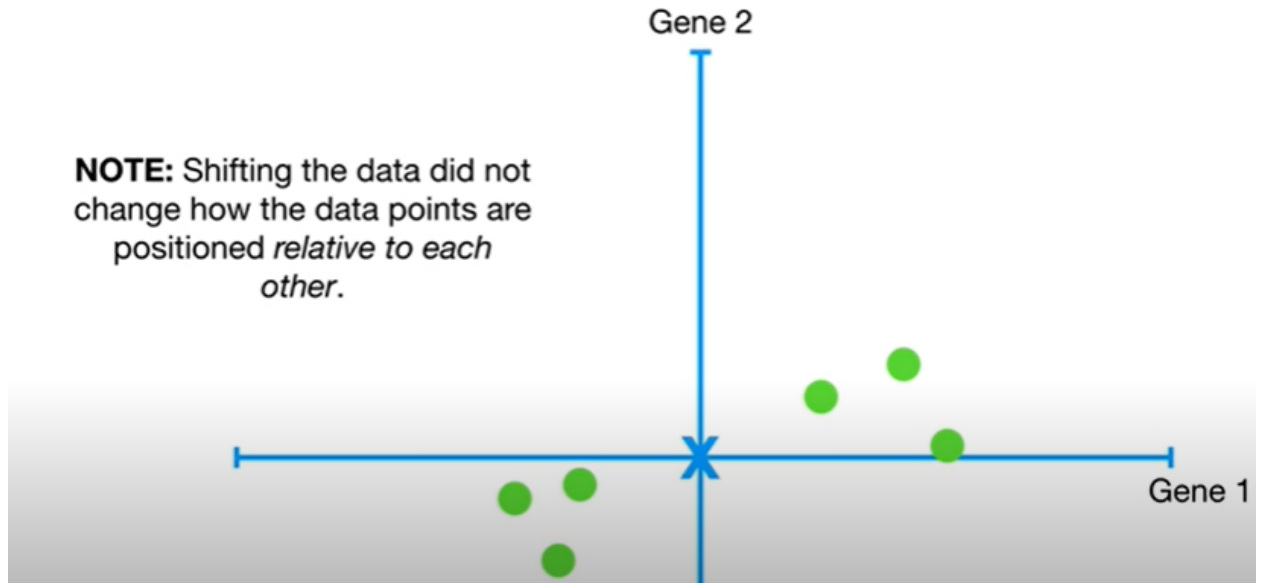 Gene 2
NOTE: Shifting the data did not
change how the data points are
positioned relative to each
other.
X
Gene 1